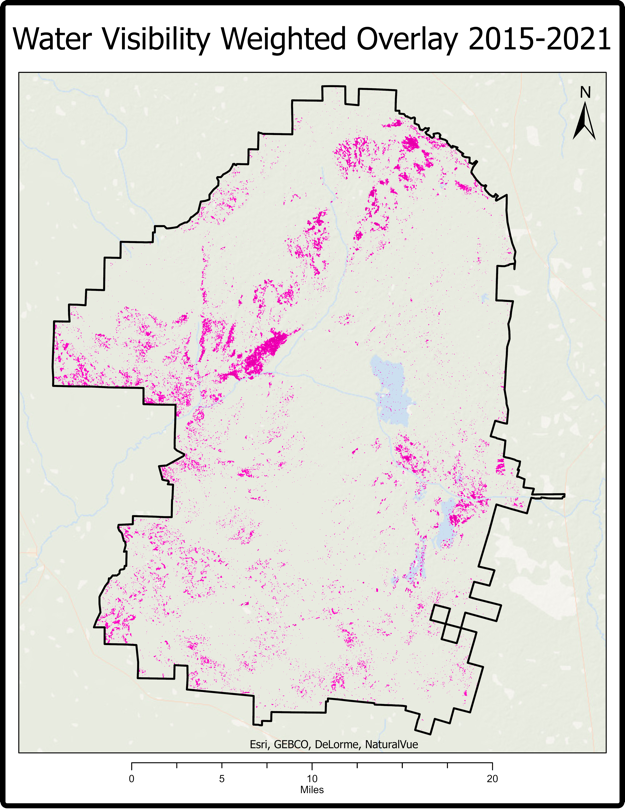 Water Visibility Weighted Overlay 2015-2021
N
Esri, GEBCO, DeLorme, NaturalVue
0 5 10 20
Miles